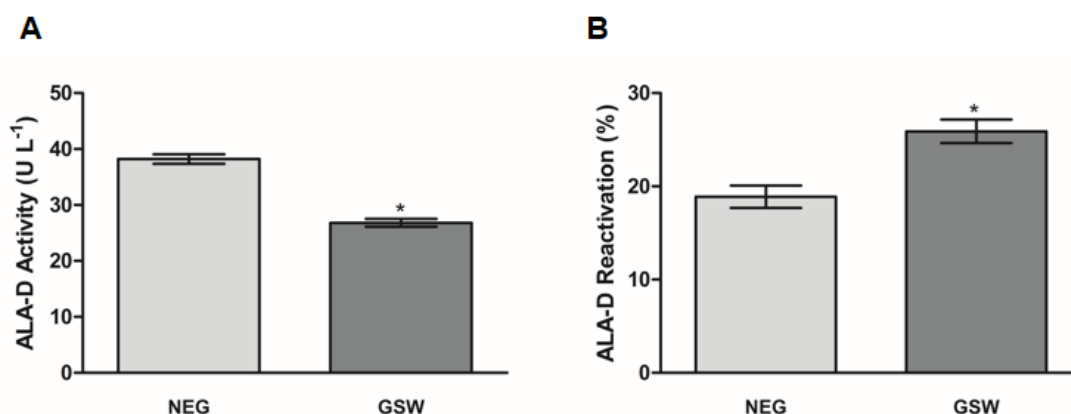 A
B
ALA-D Activity (U L⁻¹)
50
40
30
20
10
0
*
NEG
GSW
ALA-D Reactivation (%)
30
20
10
0
*
NEG
GSW